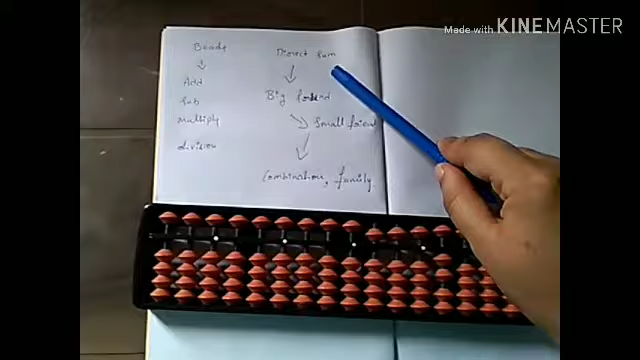 Made with KINEMASTER
Beads
Add
Sub
multiply
division
Direct Sum
Big friend
Small friend
Combination, family